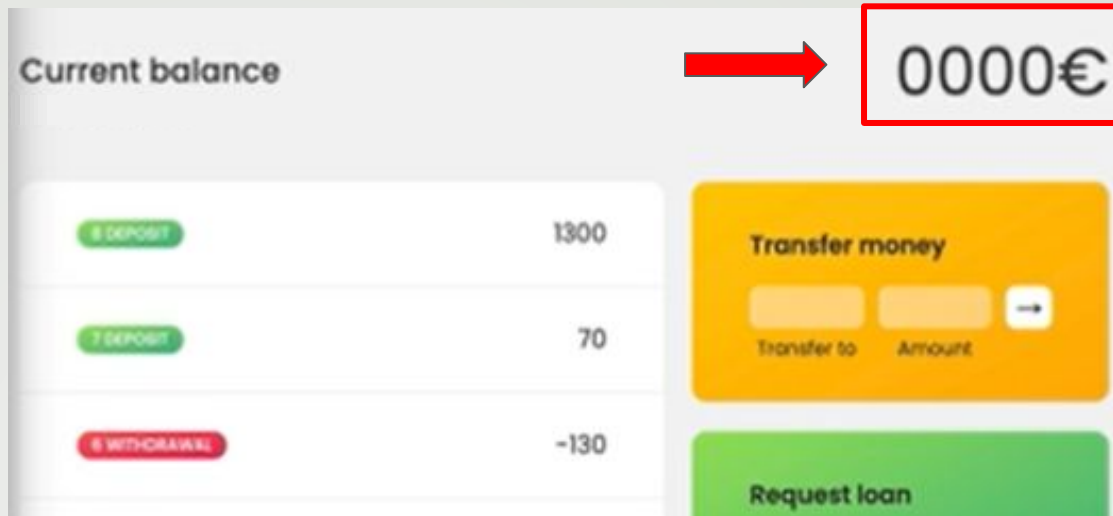 Current balance
0000€
8 DEPOSIT
1300
7 DEPOSIT
70
6 WITHDRAWAL
-130
Transfer money
→
Transfer to
Amount
Request loan